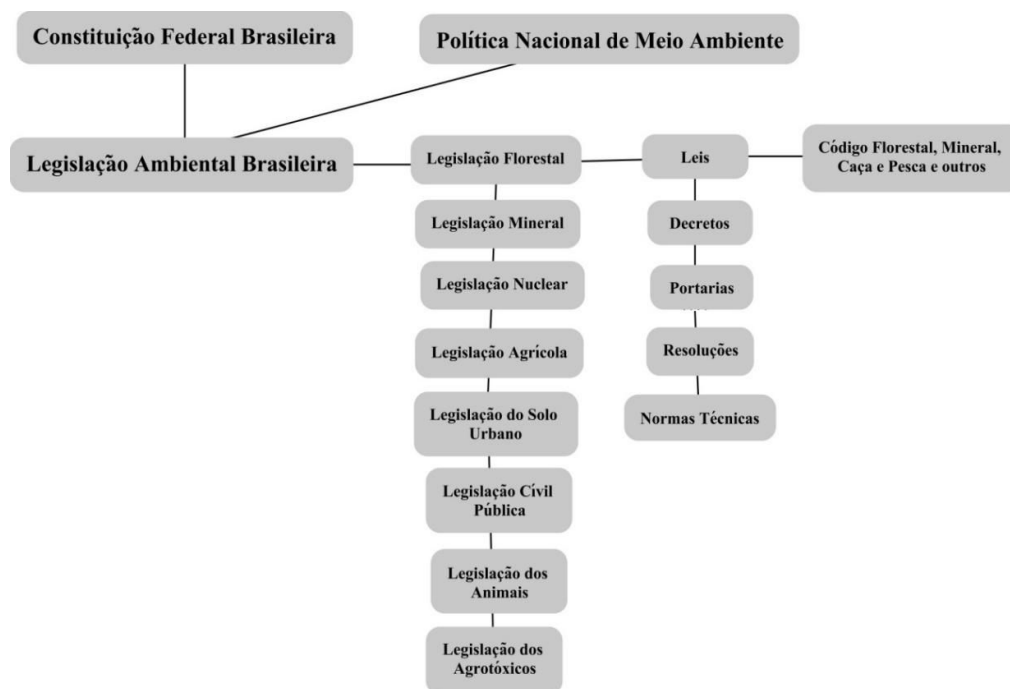 Constituição Federal Brasileira
Política Nacional de Meio Ambiente
Legislação Ambiental Brasileira
Legislação Florestal
Leis
Código Florestal, Mineral,
Caça e Pesca e outros
Legislação Mineral
Decretos
Legislação Nuclear
Portarias
Legislação Agrícola
Resoluções
Legislação do Solo
Urbano
Normas Técnicas
Legislação Cívil
Pública
Legislação dos
Animais
Legislação dos
Agrotóxicos